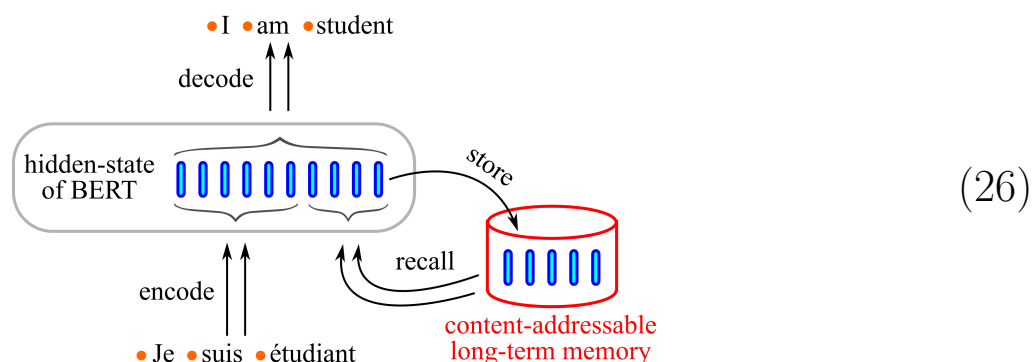 • I • am • student
decode
hidden-state
of BERT
store
(26)
recall
encode
content-addressable
long-term memory
• Je • suis • étudiant